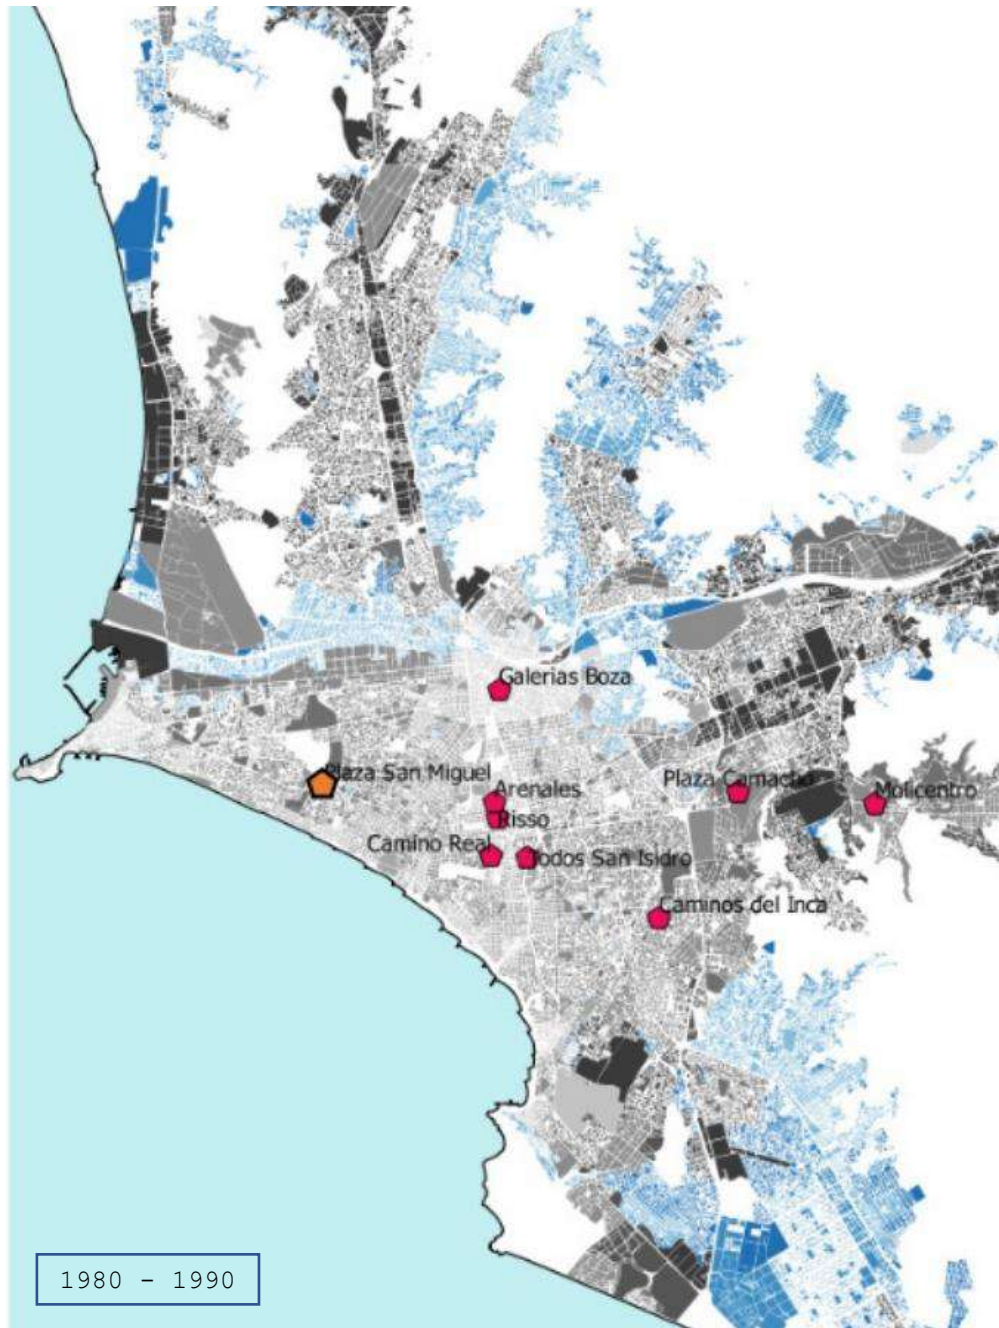 Galerias Boza
Plaza San Miguel
Arenales
Risso
Plaza Camacho
Molicentro
Camino Real
Todos San Isidro
Caminos del Inca
1980 - 1990